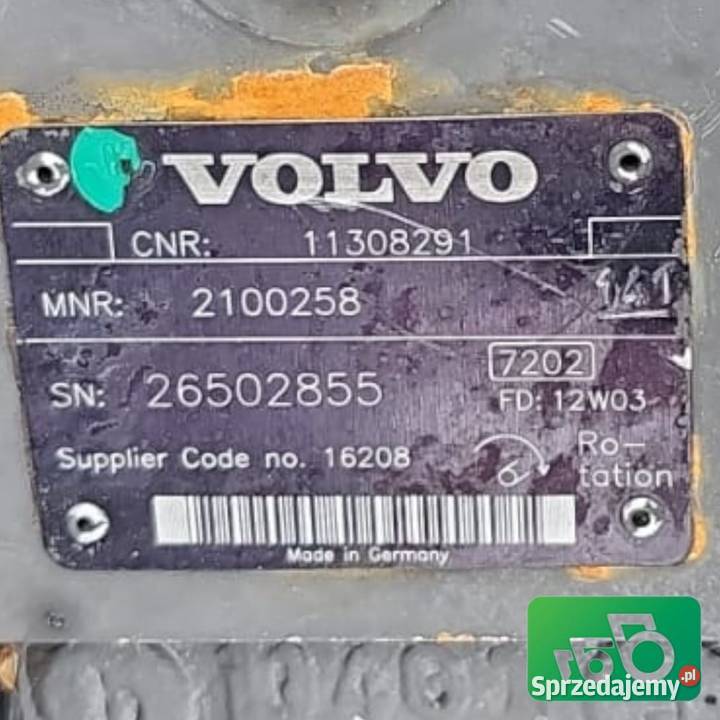 VOLVO
CNR: 11308291
MNR: 2100258
SN: 26502855
7202
FD: 12W03
Supplier Code no. 16208
Ro-
tation
Made in Germany
Sprzedajemy.pl